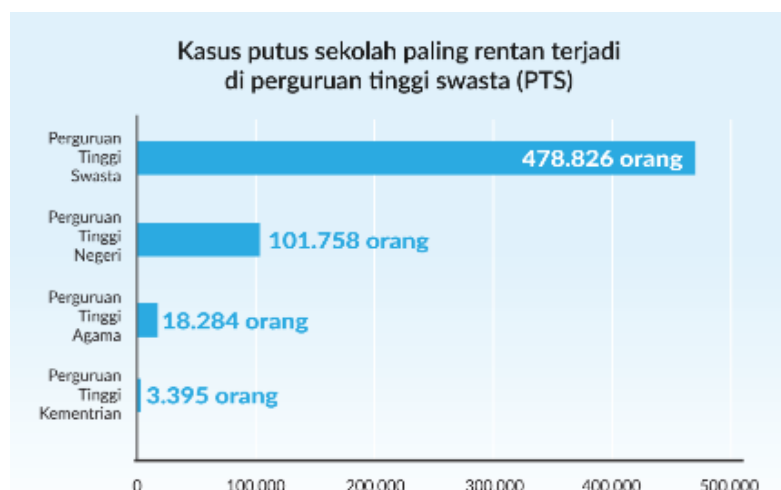 Kasus putus sekolah paling rentan terjadi
di perguruan tinggi swasta (PTS)
Perguruan
Tinggi
Swasta
478.826 orang
Perguruan
Tinggi
Negeri
101.758 orang
Perguruan
Tinggi
Agama
18.284 orang
Perguruan
Tinggi
Kementrian
3.395 orang
0 100.000 200.000 300.000 400.000 500.000